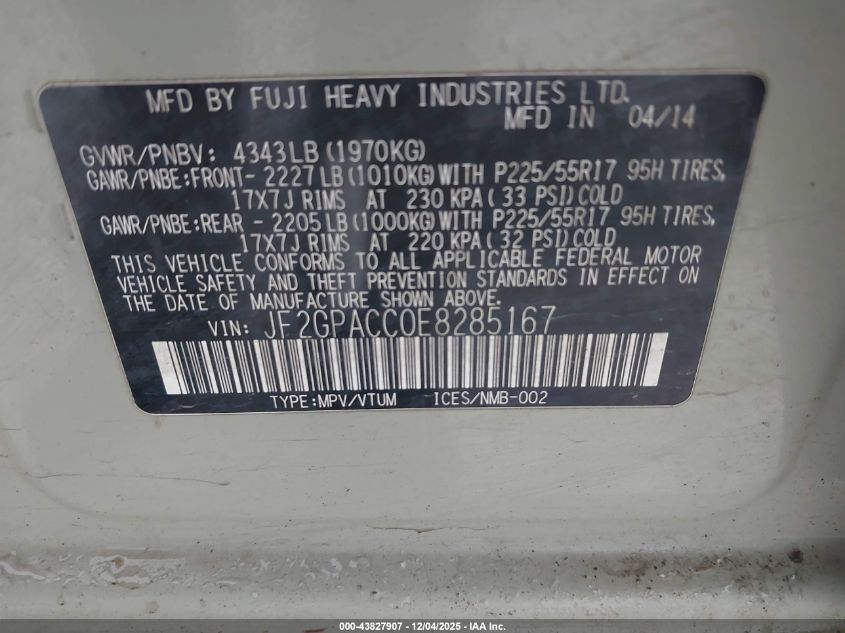 MFD BY FUJI HEAVY INDUSTRIES LTD.
MFD IN 04/14
GVWR/PNBV: 4343LB (1970KG)
GAWR/PNBE:FRONT- 2227LB(1010KG)WITH P225/55R17 95H TIRES,
17X7J RIMS AT 230 KPA( 33 PSI)COLD
GAWR/PNBE:REAR - 2205LB(1000KG)WITH P225/55R17 95H TIRES,
17X7J RIMS AT 220 KPA( 32 PSI)COLD
THIS VEHICLE CONFORMS TO ALL APPLICABLE FEDERAL MOTOR
VEHICLE SAFETY AND THEFT PREVENTION STANDARDS IN EFFECT ON
THE DATE OF MANUFACTURE SHOWN ABOVE.
VIN: JF2GPACC0E8285167
TYPE:MPV/VTUM ICES/NMB-002
000-43827907 - 12/04/2025 - IAA Inc.